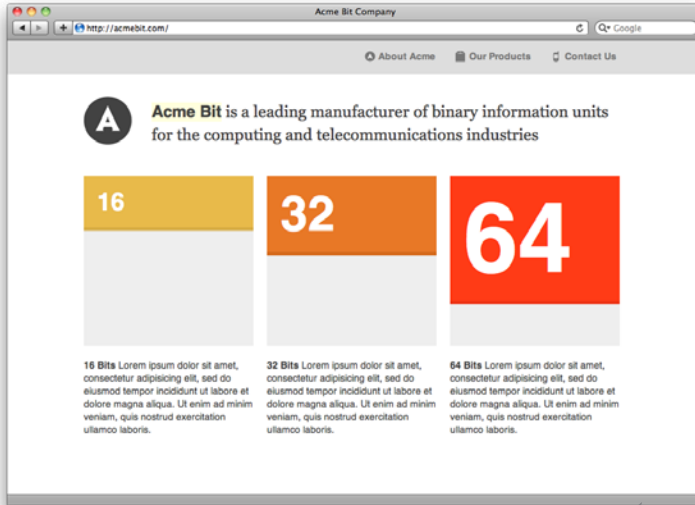 Acme Bit Company
http://acmebit.com/
Google
About Acme Our Products Contact Us
A
Acme Bit is a leading manufacturer of binary information units
for the computing and telecommunications industries
16
32
64
16 Bits Lorem ipsum dolor sit amet,
consectetur adipisicing elit, sed do
eiusmod tempor incididunt ut labore et
dolore magna aliqua. Ut enim ad minim
veniam, quis nostrud exercitation
ullamco laboris.
32 Bits Lorem ipsum dolor sit amet,
consectetur adipisicing elit, sed do
eiusmod tempor incididunt ut labore et
dolore magna aliqua. Ut enim ad minim
veniam, quis nostrud exercitation
ullamco laboris.
64 Bits Lorem ipsum dolor sit amet,
consectetur adipisicing elit, sed do
eiusmod tempor incididunt ut labore et
dolore magna aliqua. Ut enim ad minim
veniam, quis nostrud exercitation
ullamco laboris.